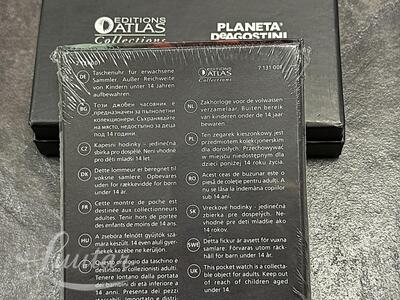 EDITIONS
ATLAS
Collections
PLANETA
DEAGOSTINI
EDITIONS
ATLAS
Collections
7 131 00
DE
Taschenuhr für erwachsene
Sammler. Außer Reichweite
von Kindern unter 14 Jahren
aufbewahren.
BG
Този джобен часовник е
предназначен за пълнолетни
колекционери. Съхранявайте
на място, недостъпно за деца
под 14 години.
CZ
Kapesní hodinky - jedinečná
sbírka pro dospělé. Není vhodné
pro děti mladší 14 let.
DK
Dette lommeur er beregnet til
voksne samlere. Opbevares
uden for rækkevidde for børn
under 14 år.
FR
Cette montre de poche est
destinée aux collectionneurs
adultes. Tenir hors de portée
des enfants de moins de 14 ans.
HU
A zsebóra felnőtt gyűjtők szá-
mára készült. 14 éven aluli gyer-
mekek kezébe ne kerüljön.
da taschino è
destinato a collezionisti adulti.
Tenere lontano dalla portata
dei bambini di età inferiore a
14 anni. Presenta dei pezzi
NL
Zakhorloge voor de volwassen
verzamelaar. Buiten bereik
van kinderen onder de 14 jaar
bewaren.
PL
Ten zegarek kieszonkowy jest
przedmiotem kolekcjonerskim
dla dorosłych. Przechowywać
w miejscu niedostępnym dla
dzieci poniżej 14 roku życia.
RO
Acest ceas de buzunar este o
piesă de colecție pentru adulți. A
nu se lăsa la îndemâna copiilor
sub 14 ani.
SK
Vreckové hodinky - jedinečná
zbierka pre dospelých. Ne-
vhodné pre deti mladšie ako
14 rokov.
SWE
Detta fickur är avsett för vuxna
samlare. Förvaras utom räck-
håll för barn under 14 år.
UK
This pocket watch is a collecta-
ble object for adults. Keep out
of reach of children aged
under 14.